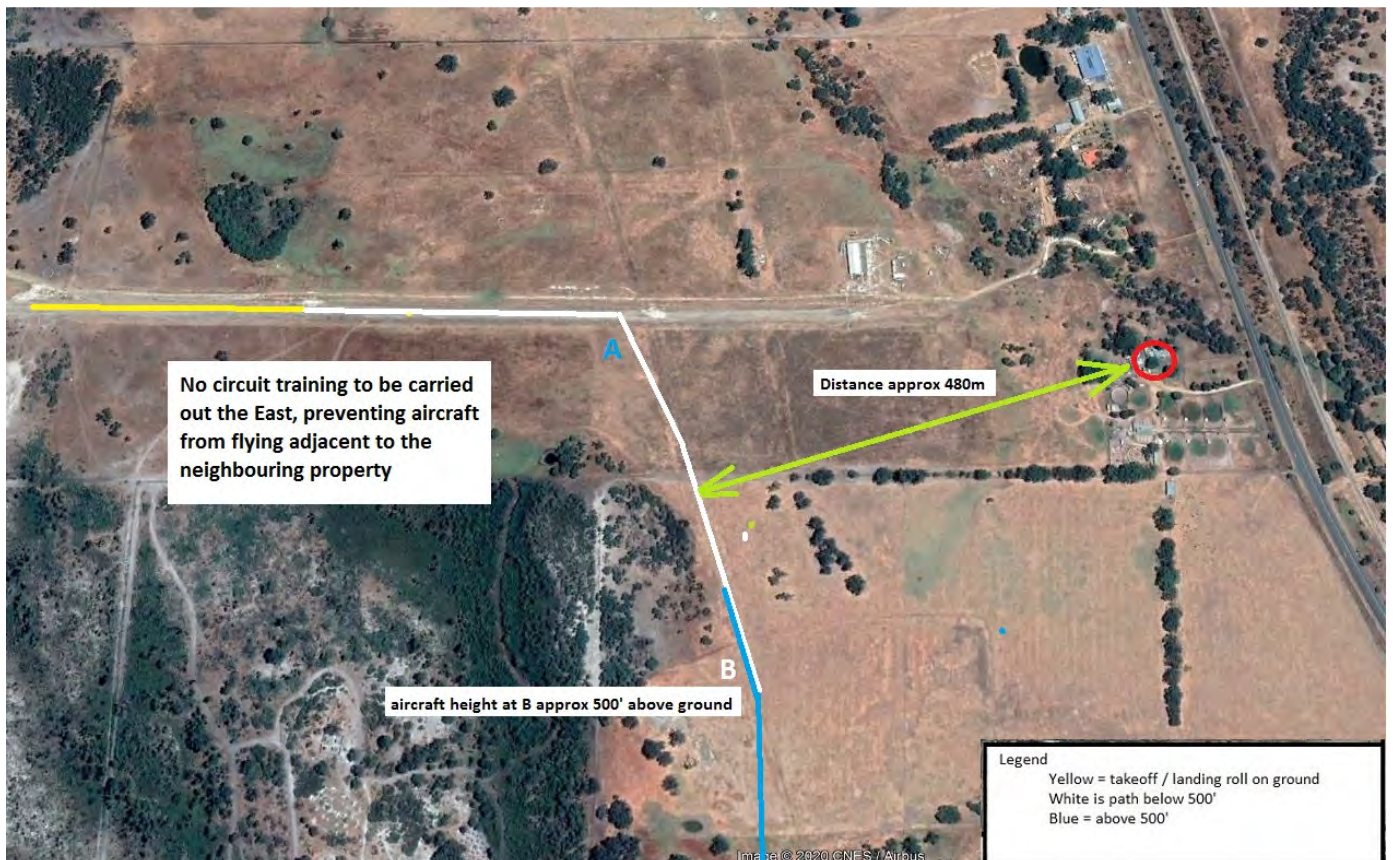 A
No circuit training to be carried
out the East, preventing aircraft
from flying adjacent to the
neighbouring property
Distance approx 480m
B
aircraft height at B approx 500' above ground
Legend
Yellow = takeoff / landing roll on ground
White is path below 500'
Blue = above 500'
Image © 2020 CNES / Airbus